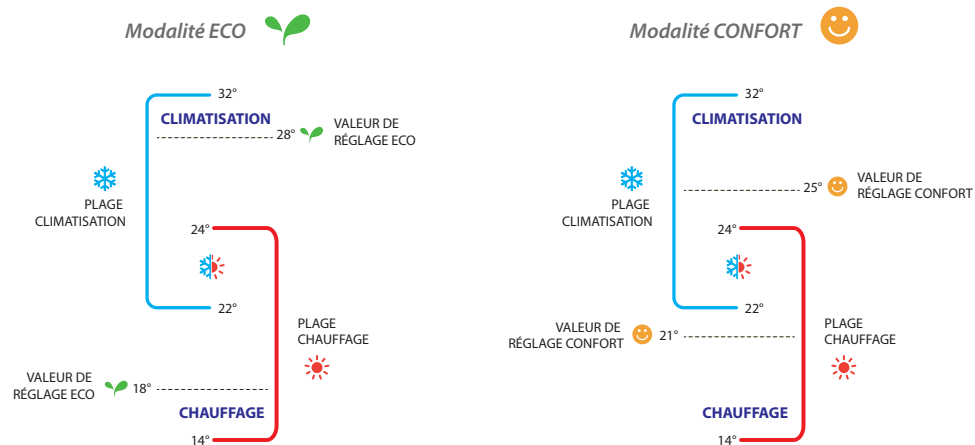 Modalité ECO
32°
CLIMATISATION
28°
VALEUR DE
RÉGLAGE ECO
PLAGE
CLIMATISATION
24°
22°
PLAGE
CHAUFFAGE
VALEUR DE
RÉGLAGE ECO
18°
CHAUFFAGE
14°
Modalité CONFORT
32°
CLIMATISATION
25°
VALEUR DE
RÉGLAGE CONFORT
PLAGE
CLIMATISATION
24°
22°
VALEUR DE
RÉGLAGE CONFORT
21°
PLAGE
CHAUFFAGE
CHAUFFAGE
14°